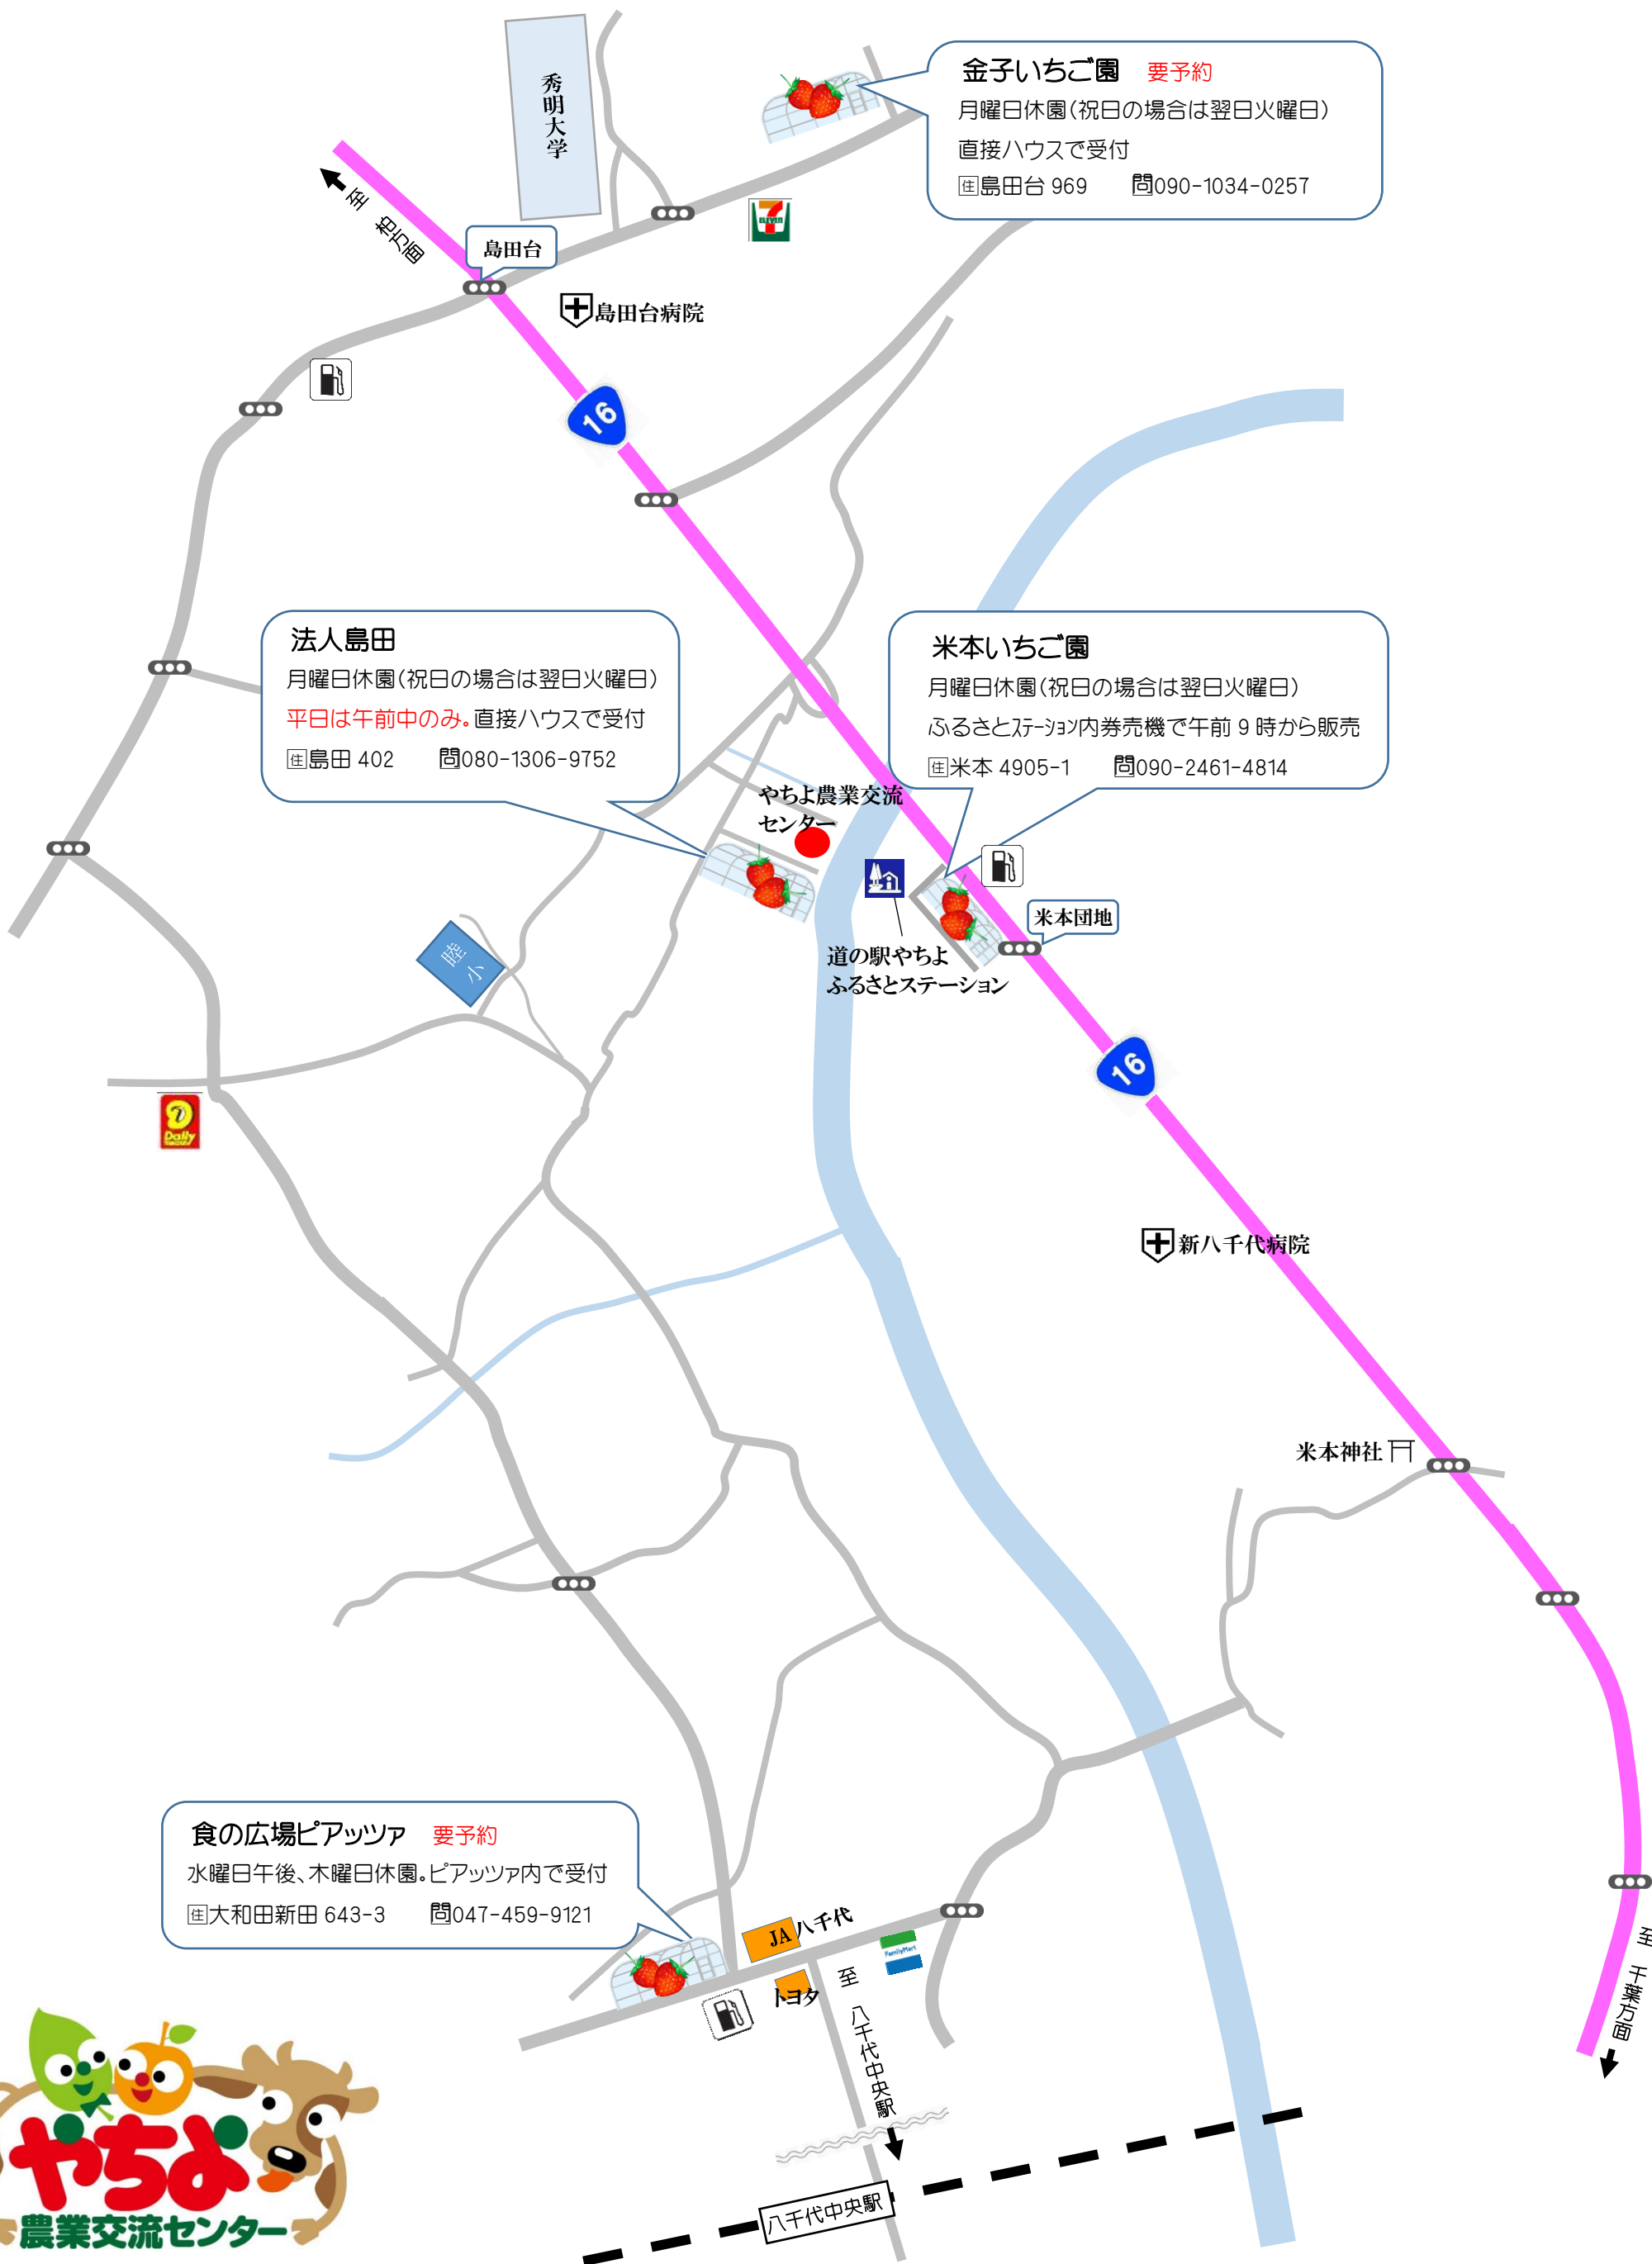 秀明大学
金子いちご園 要予約
月曜日休園(祝日の場合は翌日火曜日)
直接ハウスで受付
住島田台 969 問090-1034-0257
至 柏方面
7 ELEVEN
島田台
島田台病院
16
法人島田
月曜日休園(祝日の場合は翌日火曜日)
平日は午前中のみ。直接ハウスで受付
住島田 402 問080-1306-9752
米本いちご園
月曜日休園(祝日の場合は翌日火曜日)
ふるさとステーション内券売機で午前 9 時から販売
住米本 4905-1 問090-2461-4814
やちよ農業交流
センター
米本団地
道の駅やちよ
ふるさとステーション
睦小
16
Daily
新八千代病院
米本神社
食の広場ピアッツァ 要予約
水曜日午後、木曜日休園。ピアッツァ内で受付
住大和田新田 643-3 問047-459-9121
JA 八千代
FamilyMart
トヨタ
至 八千代中央駅
至 千葉方面
八千代中央駅
やちよ
農業交流センター